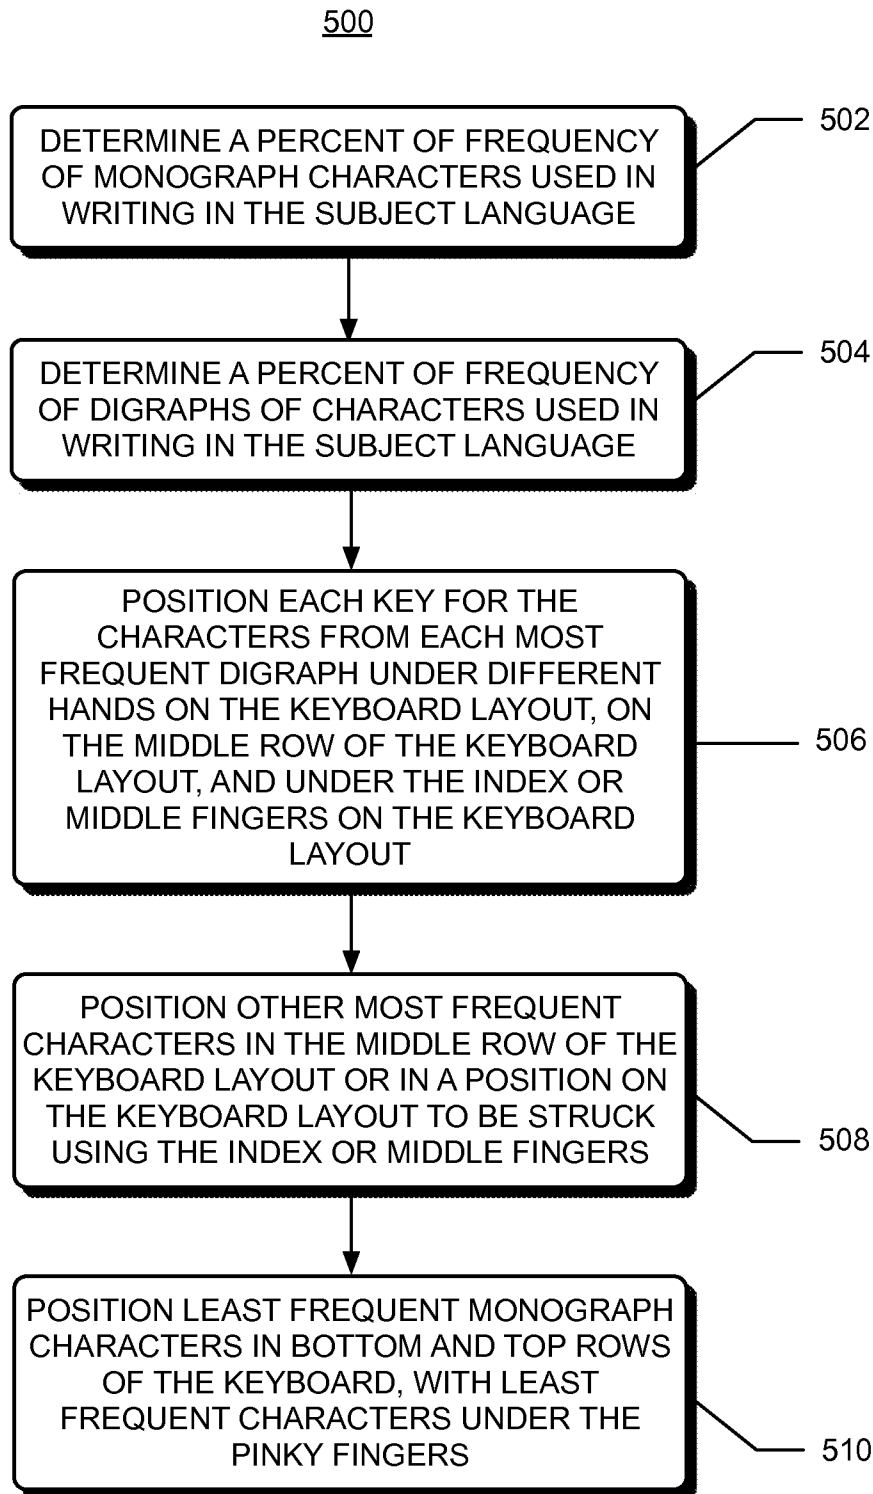 500
DETERMINE A PERCENT OF FREQUENCY
OF MONOGRAPH CHARACTERS USED IN
WRITING IN THE SUBJECT LANGUAGE
502
DETERMINE A PERCENT OF FREQUENCY
OF DIGRAPHS OF CHARACTERS USED IN
WRITING IN THE SUBJECT LANGUAGE
504
POSITION EACH KEY FOR THE
CHARACTERS FROM EACH MOST
FREQUENT DIGRAPH UNDER DIFFERENT
HANDS ON THE KEYBOARD LAYOUT, ON
THE MIDDLE ROW OF THE KEYBOARD
LAYOUT, AND UNDER THE INDEX OR
MIDDLE FINGERS ON THE KEYBOARD
LAYOUT
506
POSITION OTHER MOST FREQUENT
CHARACTERS IN THE MIDDLE ROW OF THE
KEYBOARD LAYOUT OR IN A POSITION ON
THE KEYBOARD LAYOUT TO BE STRUCK
USING THE INDEX OR MIDDLE FINGERS
508
POSITION LEAST FREQUENT MONOGRAPH
CHARACTERS IN BOTTOM AND TOP ROWS
OF THE KEYBOARD, WITH LEAST
FREQUENT CHARACTERS UNDER THE
PINKY FINGERS
510